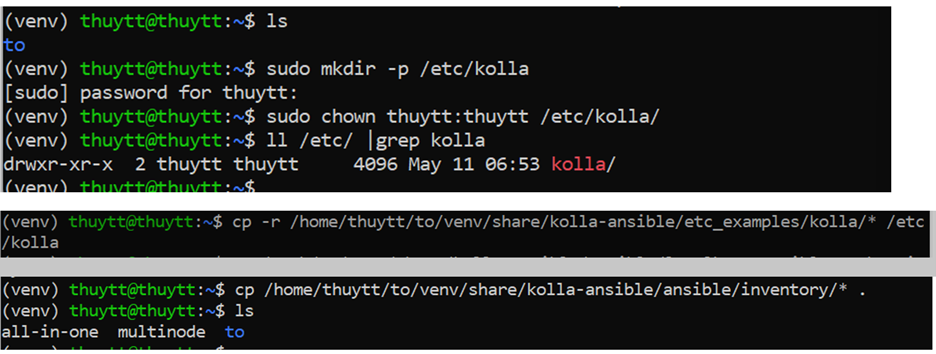 (venv) thuytt@thuytt:~$ ls
to
(venv) thuytt@thuytt:~$ sudo mkdir -p /etc/kolla
[sudo] password for thuytt:
(venv) thuytt@thuytt:~$ sudo chown thuytt:thuytt /etc/kolla/
(venv) thuytt@thuytt:~$ ll /etc/ |grep kolla
drwxr-xr-x  2 thuytt thuytt     4096 May 11 06:53 kolla/
(venv) thuytt@thuytt:~$
(venv) thuytt@thuytt:~$ cp -r /home/thuytt/to/venv/share/kolla-ansible/etc_examples/kolla/* /etc
/kolla
(venv) thuytt@thuytt:~$ cp /home/thuytt/to/venv/share/kolla-ansible/ansible/inventory/* .
(venv) thuytt@thuytt:~$ ls
all-in-one  multinode  to